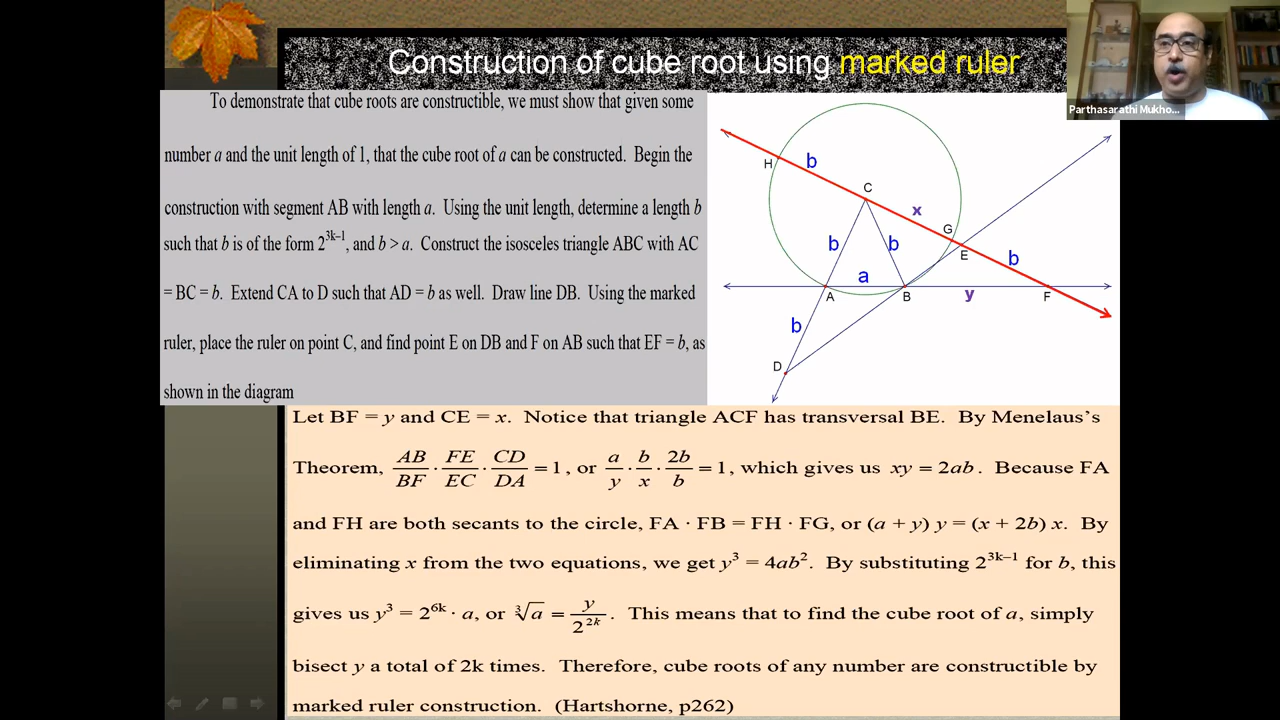 Construction of cube root using marked ruler
Parthasarathi Mukho...
To demonstrate that cube roots are constructible, we must show that given some
number a and the unit length of 1, that the cube root of a can be constructed. Begin the
construction with segment AB with length a. Using the unit length, determine a length b
such that b is of the form 2^{3k–1}, and b > a. Construct the isosceles triangle ABC with AC
= BC = b. Extend CA to D such that AD = b as well. Draw line DB. Using the marked
ruler, place the ruler on point C, and find point E on DB and F on AB such that EF = b, as
shown in the diagram
H
b
C
x
b
b
G
E
b
a
A
B
y
F
b
D
Let BF = y and CE = x. Notice that triangle ACF has transversal BE. By Menelaus's
Theorem, AB/BF · FE/EC · CD/DA = 1, or a/y · b/x · 2b/b = 1, which gives us xy = 2ab. Because FA
and FH are both secants to the circle, FA · FB = FH · FG, or (a + y) y = (x + 2b) x. By
eliminating x from the two equations, we get y³ = 4ab². By substituting 2^{3k–1} for b, this
gives us y³ = 2^{6k} · a, or ∛a = y/2^{2k}. This means that to find the cube root of a, simply
bisect y a total of 2k times. Therefore, cube roots of any number are constructible by
marked ruler construction. (Hartshorne, p262)